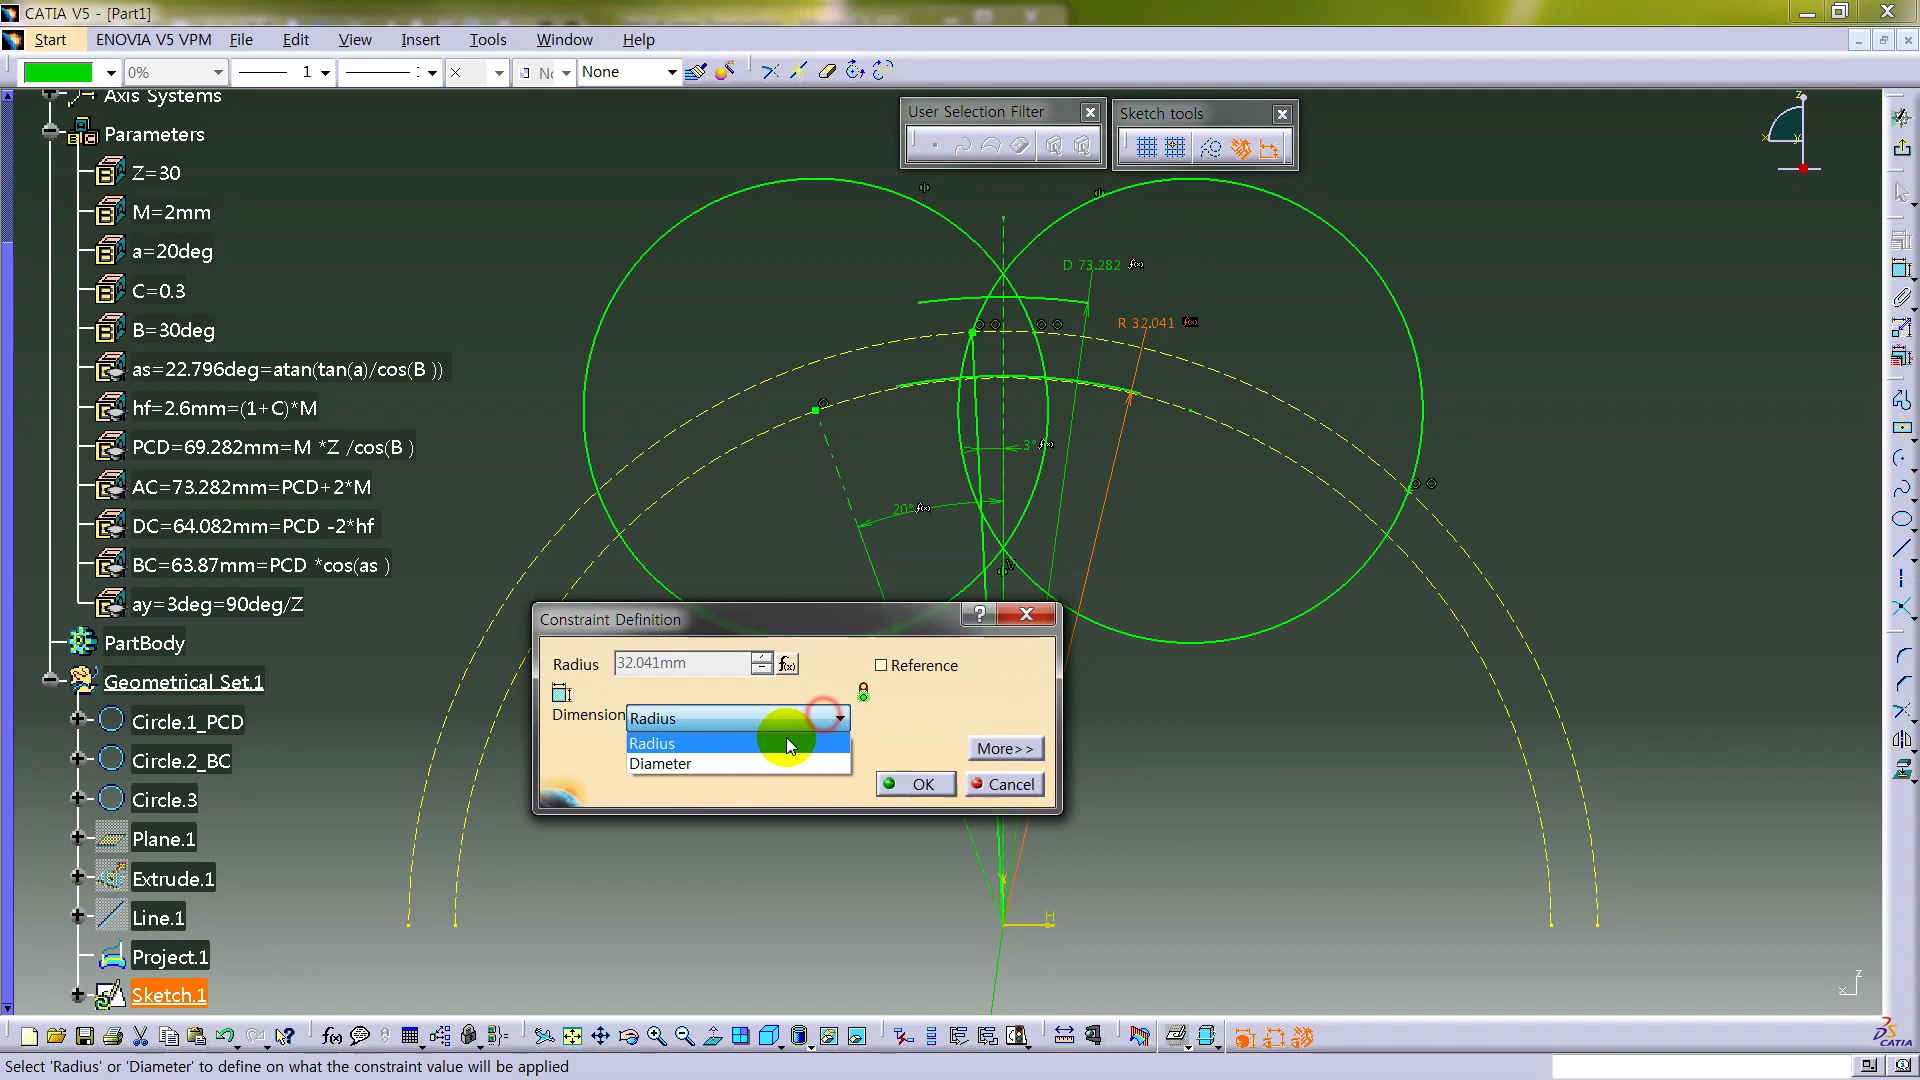 CATIA V5 - [Part1]
Start ENOVIA V5 VPM File Edit View Insert Tools Window Help
0% 1 None
User Selection Filter
Sketch tools
Axis Systems
Parameters
Z=30
M=2mm
a=20deg
C=0.3
B=30deg
as=22.796deg=atan(tan(a)/cos(B ))
hf=2.6mm=(1+C)*M
PCD=69.282mm=M *Z /cos(B )
AC=73.282mm=PCD+2*M
DC=64.082mm=PCD -2*hf
BC=63.87mm=PCD *cos(as )
ay=3deg=90deg/Z
PartBody
Geometrical Set.1
Circle.1_PCD
Circle.2_BC
Circle.3
Plane.1
Extrude.1
Line.1
Project.1
Sketch.1
D 73.282 f(x)
R 32.041 f(x)
3° f(x)
20° f(x)
V
H
z
x
y
z
x
Constraint Definition
Radius 32.041mm f(x) Reference
Dimension Radius
Radius
Diameter
More>>
OK Cancel
CATIA
Select 'Radius' or 'Diameter' to define on what the constraint value will be applied